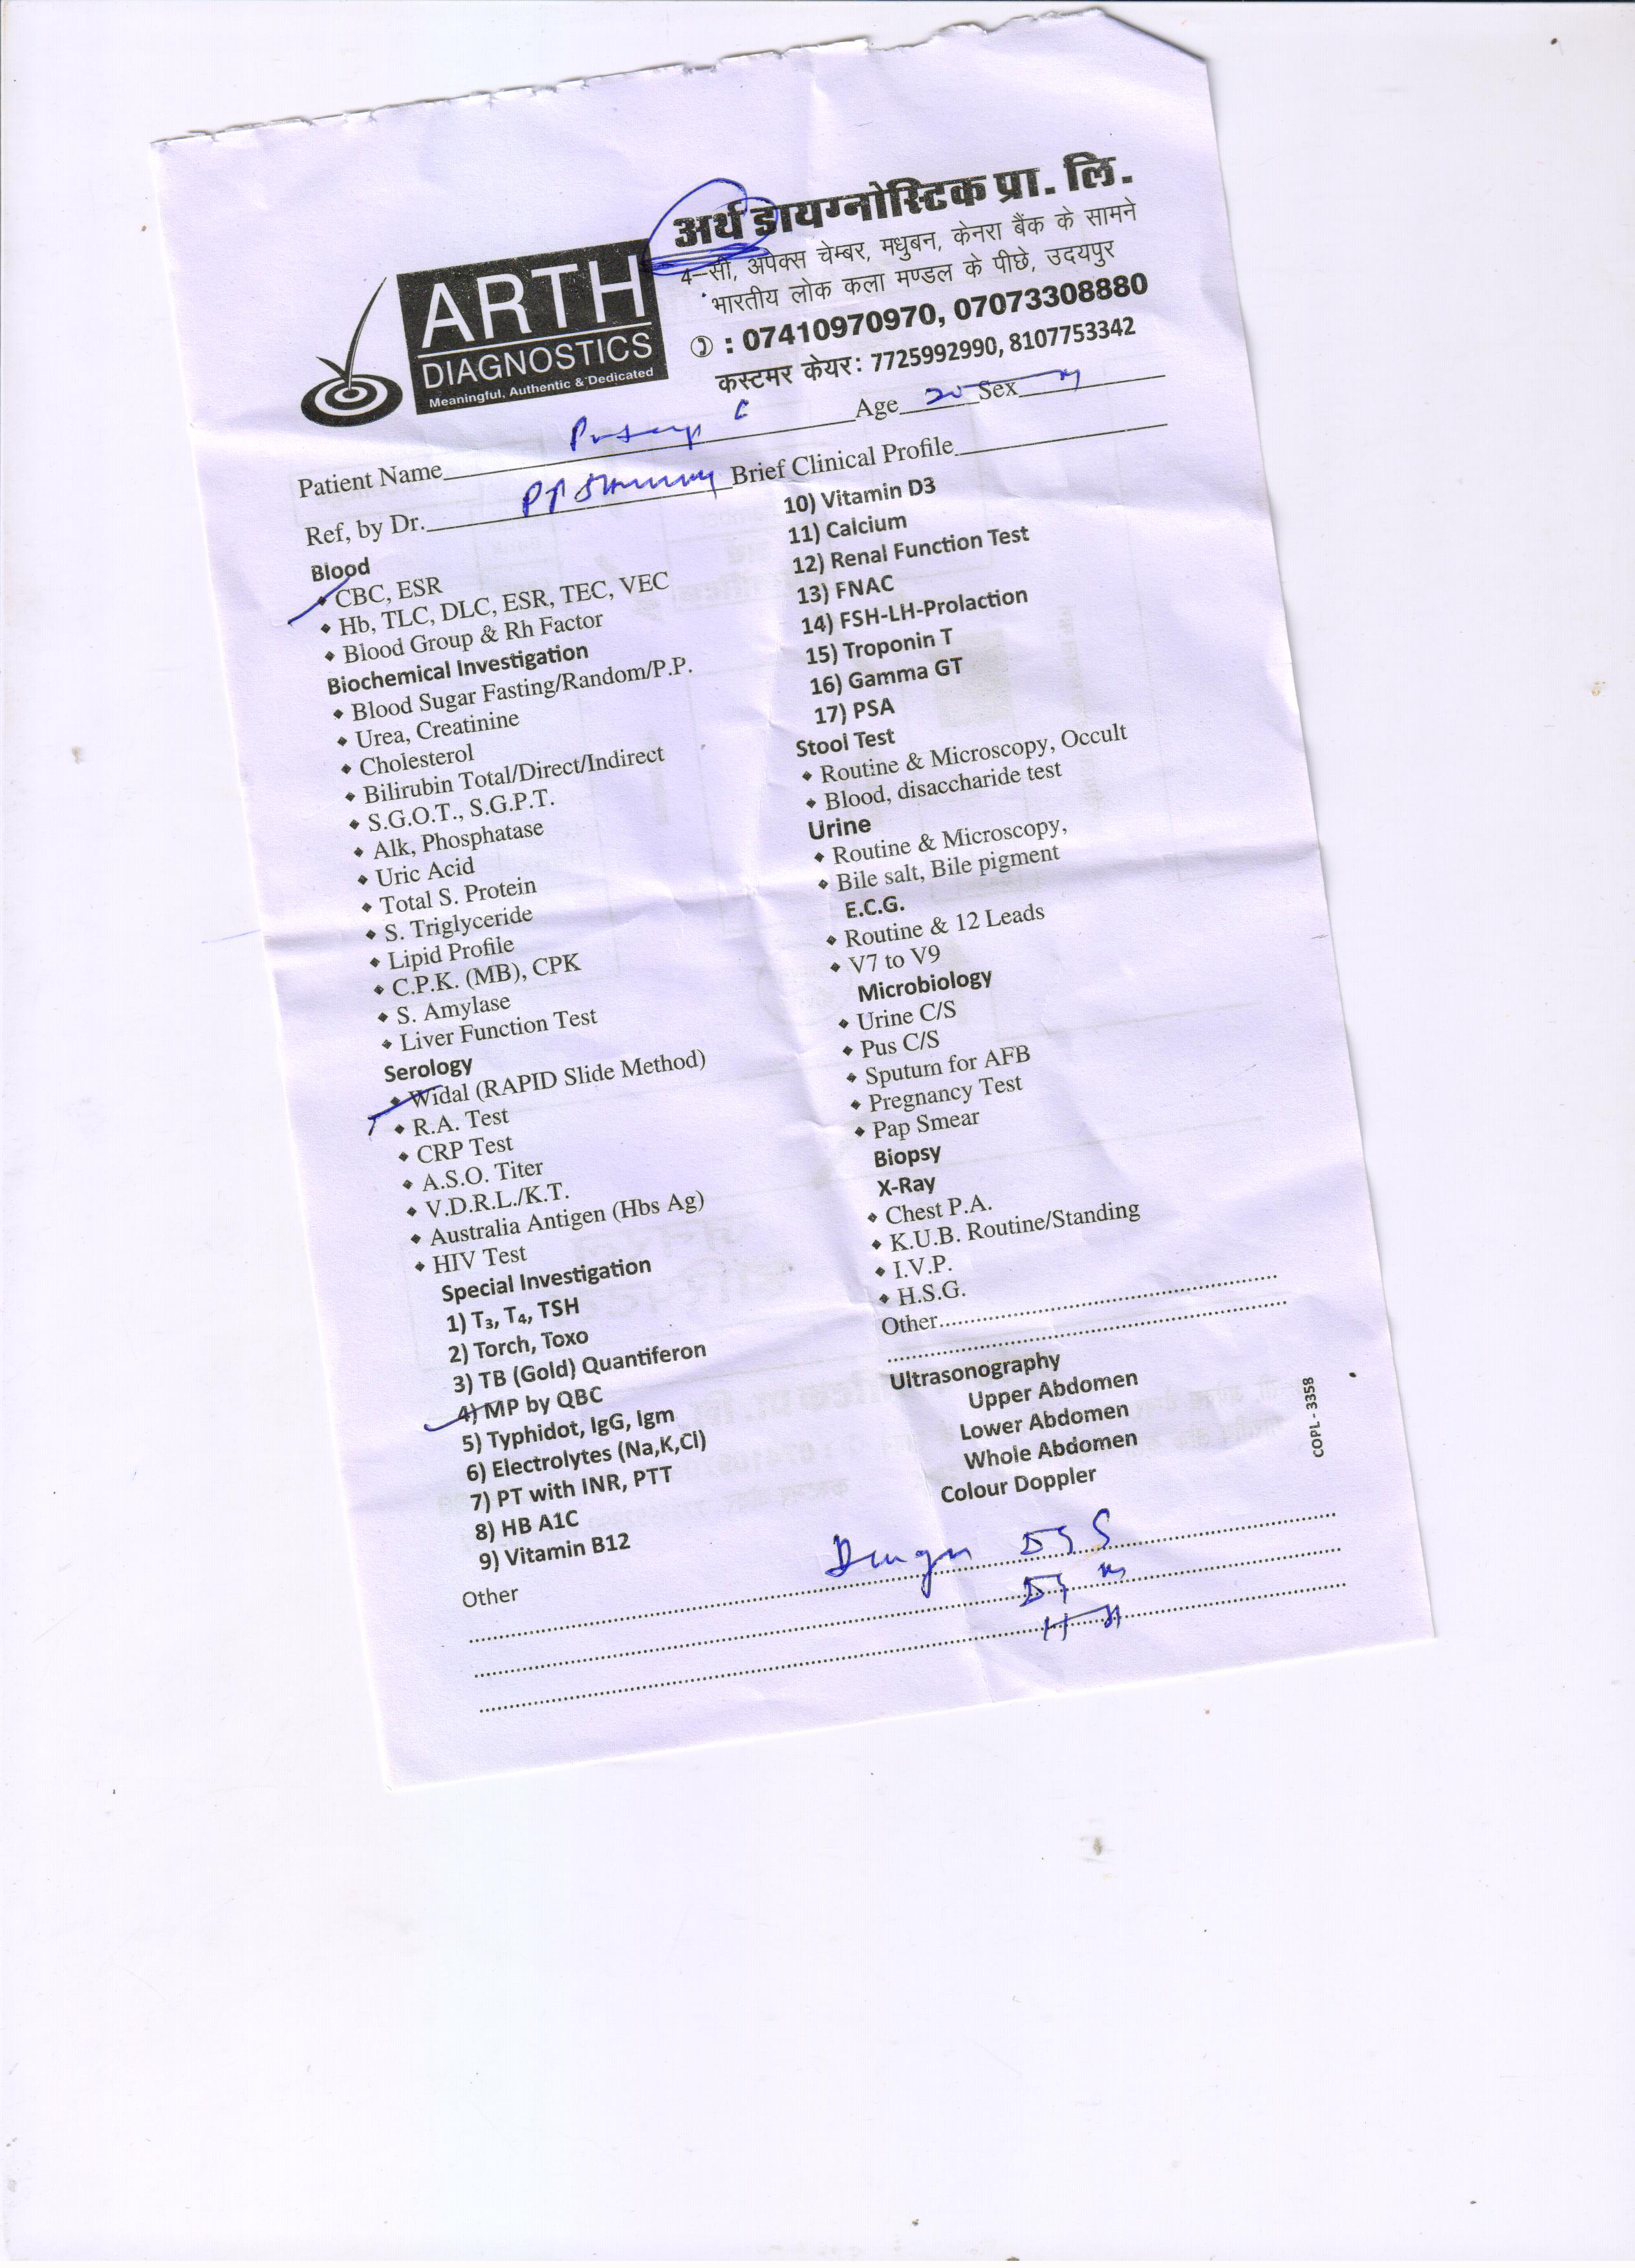 अर्थ डायग्नोस्टिक प्रा. लि.
4-सी, अपेक्स चेम्बर, मधुबन, केनरा बैंक के सामने
भारतीय लोक कला मण्डल के पीछे, उदयपुर
: 07410970970, 07073308880
कस्टमर केयर: 7725992990, 8107753342
ARTH
DIAGNOSTICS
Meaningful, Authentic & Dedicated
Patient Name Age 20 Sex M
Ref, by Dr. Brief Clinical Profile
Blood
CBC, ESR
Hb, TLC, DLC, ESR, TEC, VEC
Blood Group & Rh Factor
Biochemical Investigation
Blood Sugar Fasting/Random/P.P.
Urea, Creatinine
Cholesterol
Bilirubin Total/Direct/Indirect
S.G.O.T., S.G.P.T.
Alk, Phosphatase
Uric Acid
Total S. Protein
S. Triglyceride
Lipid Profile
C.P.K. (MB), CPK
S. Amylase
Liver Function Test
Serology
Widal (RAPID Slide Method)
R.A. Test
CRP Test
A.S.O. Titer
V.D.R.L./K.T.
Australia Antigen (Hbs Ag)
HIV Test
Special Investigation
1) T₃, T₄, TSH
2) Torch, Toxo
3) TB (Gold) Quantiferon
4) MP by QBC
5) Typhidot, IgG, Igm
6) Electrolytes (Na,K,Cl)
7) PT with INR, PTT
8) HB A1C
9) Vitamin B12
10) Vitamin D3
11) Calcium
12) Renal Function Test
13) FNAC
14) FSH-LH-Prolaction
15) Troponin T
16) Gamma GT
17) PSA
Stool Test
Routine & Microscopy, Occult
Blood, disaccharide test
Urine
Routine & Microscopy,
Bile salt, Bile pigment
E.C.G.
Routine & 12 Leads
V7 to V9
Microbiology
Urine C/S
Pus C/S
Sputum for AFB
Pregnancy Test
Pap Smear
Biopsy
X-Ray
Chest P.A.
K.U.B. Routine/Standing
I.V.P.
H.S.G.
Other
Ultrasonography
Upper Abdomen
Lower Abdomen
Whole Abdomen
Colour Doppler
COPL - 3358
Other